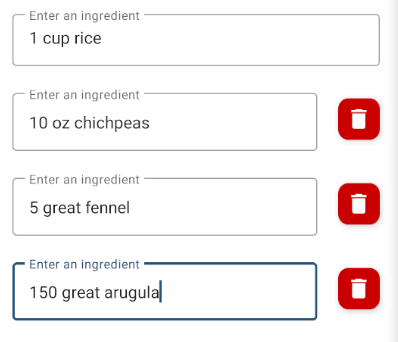 Enter an ingredient
1 cup rice
Enter an ingredient
10 oz chichpeas
Enter an ingredient
5 great fennel
Enter an ingredient
150 great arugula